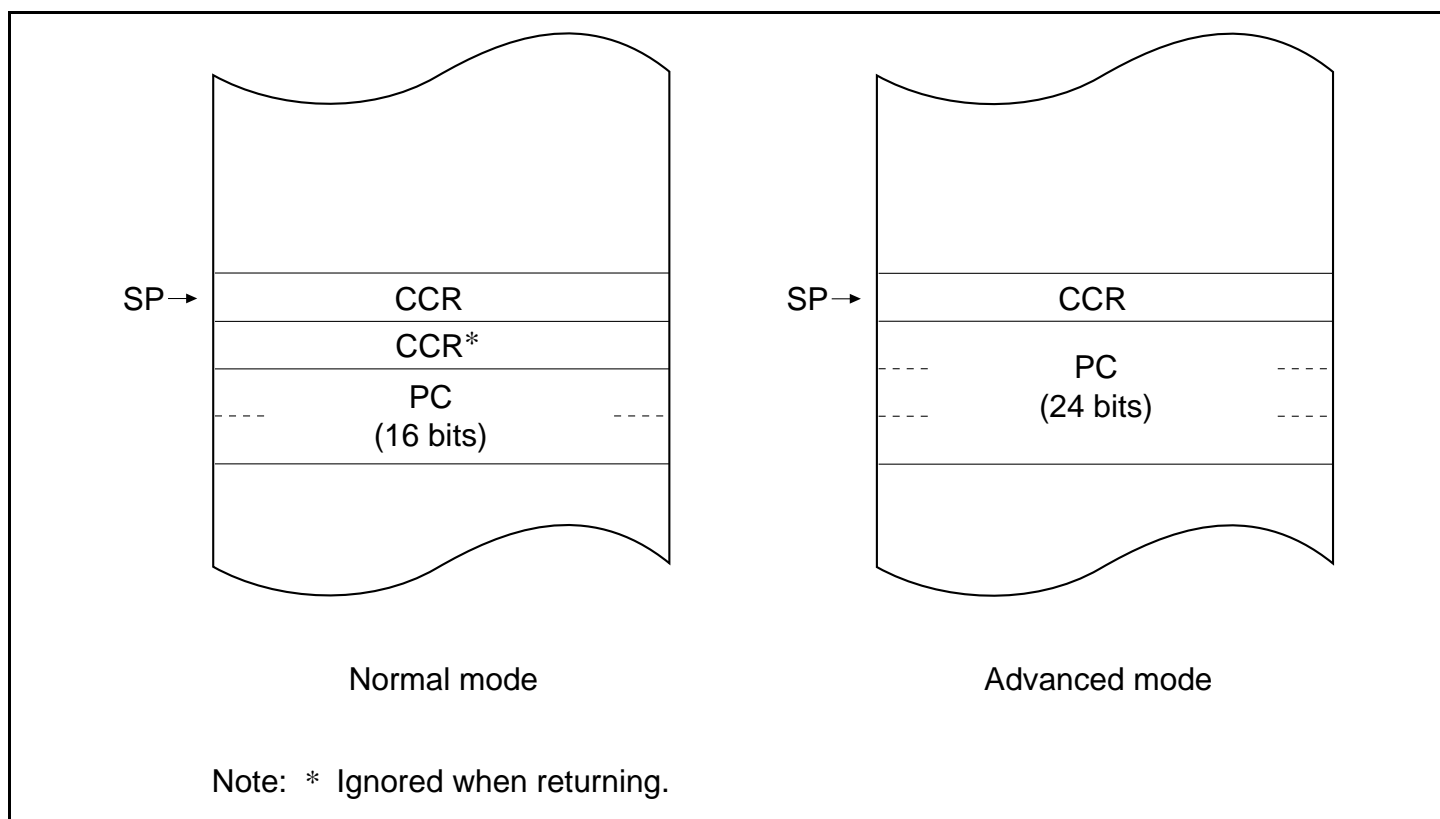 SP→ CCR
CCR*
PC
(16 bits)
Normal mode
SP→ CCR
PC
(24 bits)
Advanced mode
Note: * Ignored when returning.